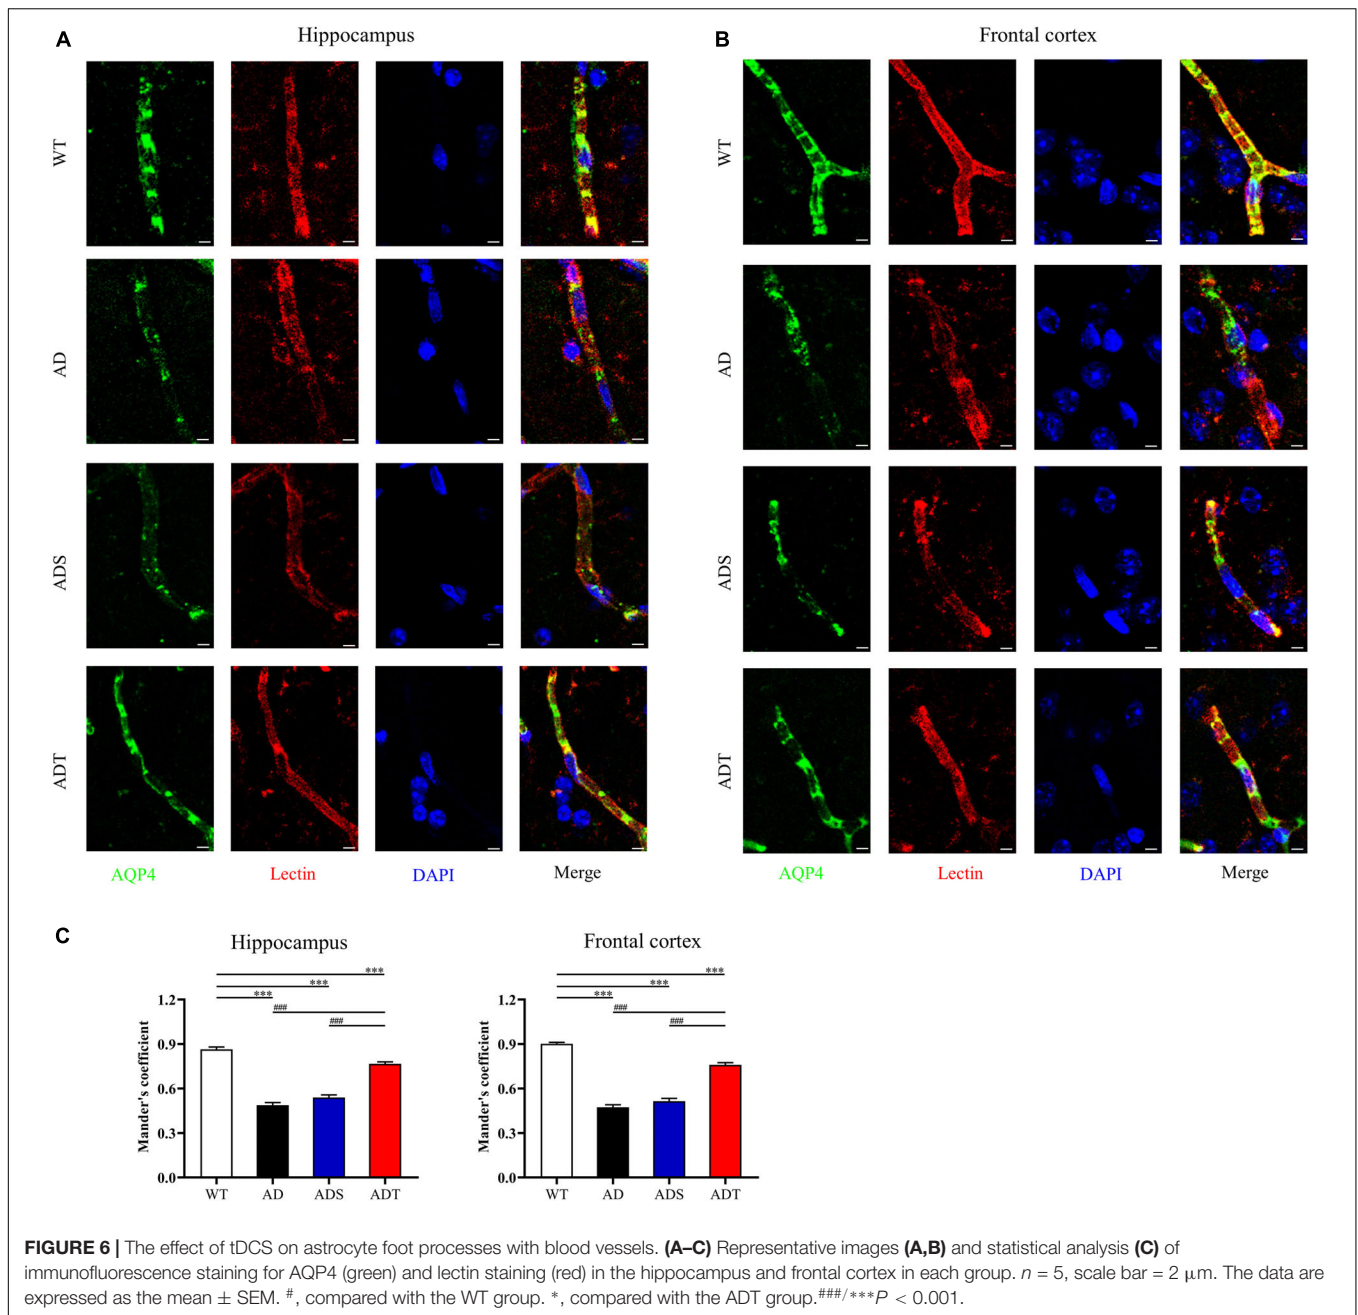 A
Hippocampus
B
Frontal cortex
WT
AD
ADS
ADT
AQP4
Lectin
DAPI
Merge
WT
AD
ADS
ADT
AQP4
Lectin
DAPI
Merge
C
Hippocampus
***
***
***
###
###
Mander's coefficient
1.2
0.9
0.6
0.3
0.0
WT
AD
ADS
ADT
Frontal cortex
***
***
***
###
###
Mander's coefficient
1.2
0.9
0.6
0.3
0.0
WT
AD
ADS
ADT
FIGURE 6 | The effect of tDCS on astrocyte foot processes with blood vessels. (A–C) Representative images (A,B) and statistical analysis (C) of
immunofluorescence staining for AQP4 (green) and lectin staining (red) in the hippocampus and frontal cortex in each group. n = 5, scale bar = 2 μm. The data are
expressed as the mean ± SEM. #, compared with the WT group. *, compared with the ADT group.###/***P < 0.001.